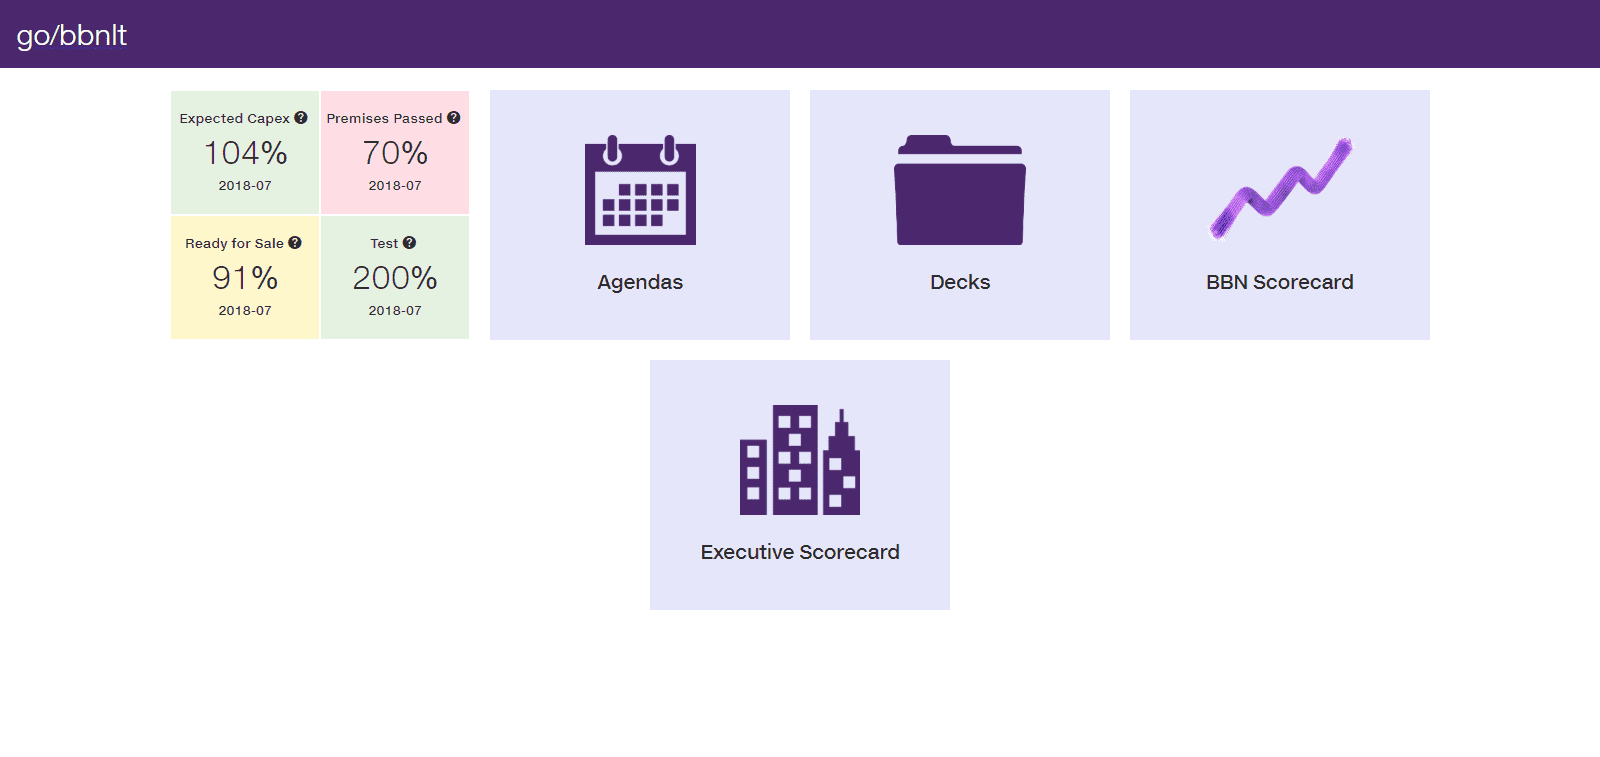 go/bbnlt
Expected Capex ?
104%
2018-07
Premises Passed ?
70%
2018-07
Ready for Sale ?
91%
2018-07
Test ?
200%
2018-07
Agendas
Decks
BBN Scorecard
Executive Scorecard